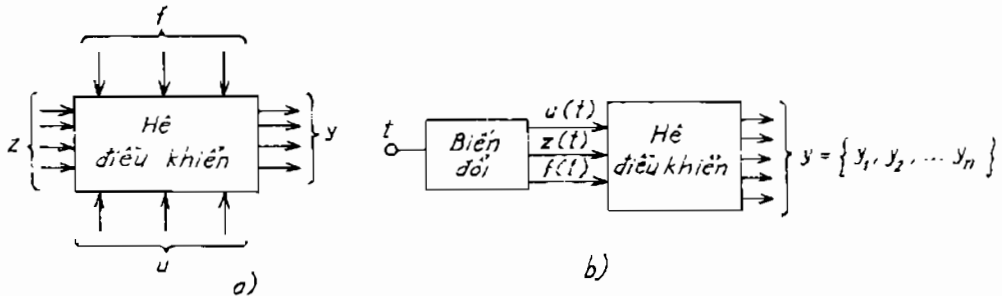 f
z
Hệ
điều khiển
y
u
a)
t
Biến
đổi
u(t)
z(t)
f(t)
Hệ
điều khiển
y = { y₁, y₂, ... yₙ }
b)